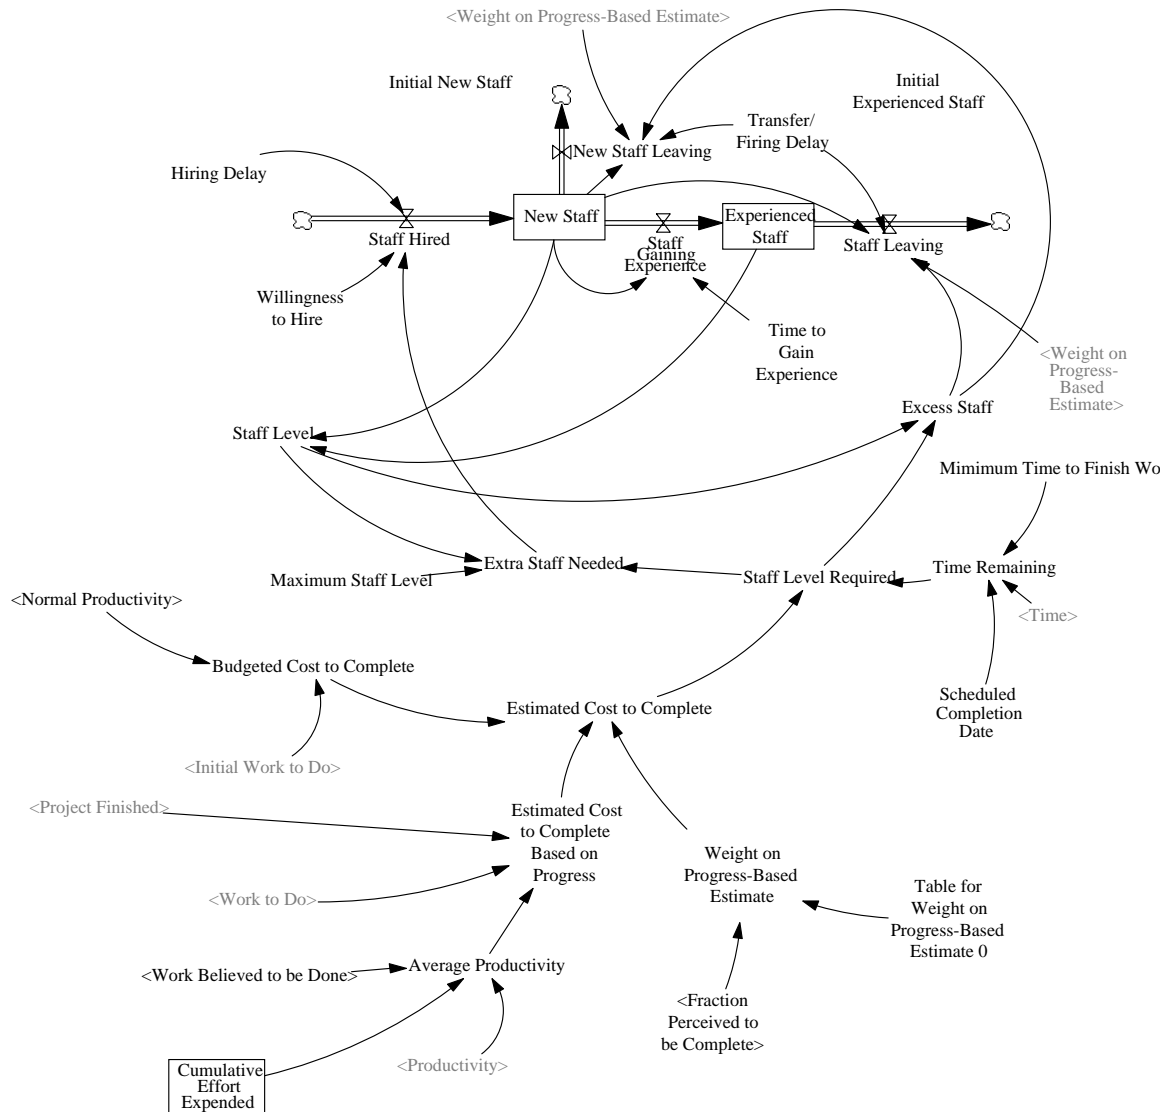 <Weight on Progress-Based Estimate>
Initial New Staff
Initial
Experienced Staff
Transfer/
Firing Delay
New Staff Leaving
Hiring Delay
New Staff
Experienced
Staff
Staff Hired
Staff
Gaining
Experience
Staff Leaving
Willingness
to Hire
Time to
Gain
Experience
<Weight on
Progress-
Based
Estimate>
Excess Staff
Staff Level
Mimimum Time to Finish Wo
Extra Staff Needed
Maximum Staff Level
Staff Level Required
Time Remaining
<Normal Productivity>
<Time>
Budgeted Cost to Complete
Scheduled
Completion
Date
Estimated Cost to Complete
<Initial Work to Do>
<Project Finished>
Estimated Cost
to Complete
Based on
Progress
Weight on
Progress-Based
Estimate
<Work to Do>
Table for
Weight on
Progress-Based
Estimate 0
<Work Believed to be Done>
Average Productivity
<Fraction
Perceived to
be Complete>
<Productivity>
Cumulative
Effort
Expended